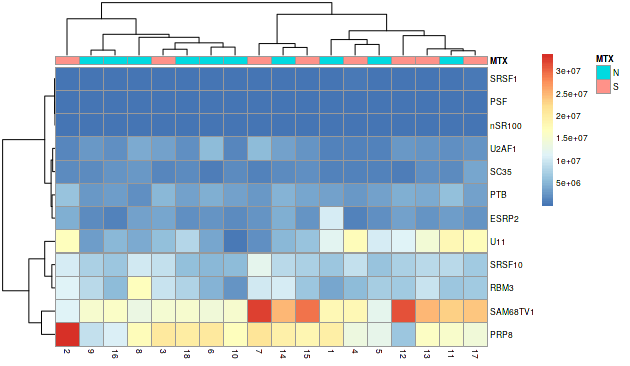 MTX
SRSF1
PSF
nSR100
U2AF1
SC35
PTB
ESRP2
U11
SRSF10
RBM3
SAM68TV1
PRP8
2 9 16 8 3 18 6 10 7 14 15 1 4 5 12 13 11 17
3e+07
2.5e+07
2e+07
1.5e+07
1e+07
5e+06
MTX
N
S